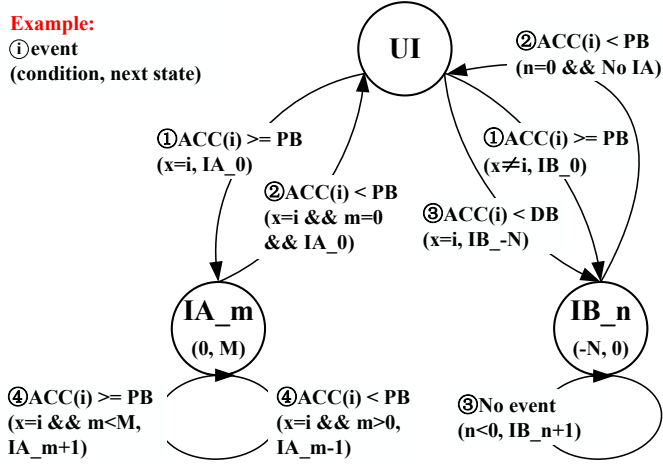 Example:
ⓘevent
(condition, next state)
UI
②ACC(i) < PB
(n=0 && No IA)
①ACC(i) >= PB
(x=i, IA_0)
②ACC(i) < PB
(x=i && m=0
&& IA_0)
①ACC(i) >= PB
(x≠i, IB_0)
③ACC(i) < DB
(x=i, IB_-N)
IA_m
(0, M)
IB_n
(-N, 0)
④ACC(i) >= PB
(x=i && m<M,
IA_m+1)
④ACC(i) < PB
(x=i && m>0,
IA_m-1)
③No event
(n<0, IB_n+1)